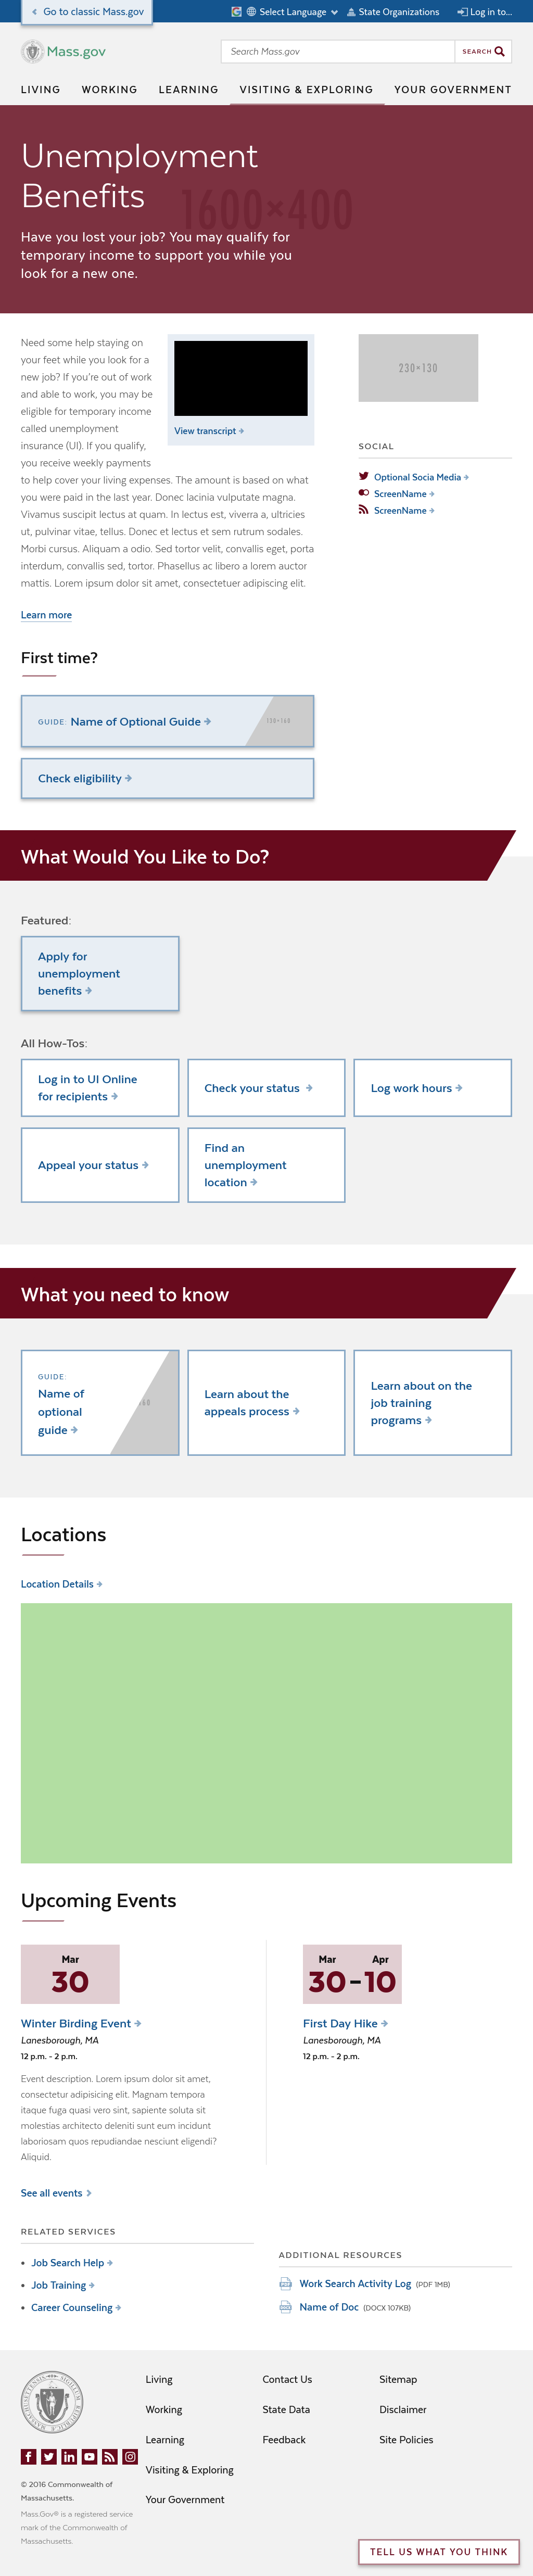 Go to classic Mass.gov
Select Language
State Organizations
Log in to...
Mass.gov
Search Mass.gov
SEARCH
LIVING
WORKING
LEARNING
VISITING & EXPLORING
YOUR GOVERNMENT
Unemployment
Benefits
1600×400
Have you lost your job? You may qualify for
temporary income to support you while you
look for a new one.
Need some help staying on
your feet while you look for a
new job? If you're out of work
and able to work, you may be
eligible for temporary income
called unemployment
insurance (UI). If you qualify,
you receive weekly payments
to help cover your living expenses. The amount is based on what
you were paid in the last year. Donec lacinia vulputate magna.
Vivamus suscipit lectus at quam. In lectus est, viverra a, ultricies
ut, pulvinar vitae, tellus. Donec et lectus et sem rutrum sodales.
Morbi cursus. Aliquam a odio. Sed tortor velit, convallis eget, porta
interdum, convallis sed, tortor. Phasellus ac libero a lorem auctor
mattis. Lorem ipsum dolor sit amet, consectetuer adipiscing elit.
View transcript
Learn more
230×130
SOCIAL
Optional Socia Media
ScreenName
ScreenName
First time?
GUIDE: Name of Optional Guide
Check eligibility
What Would You Like to Do?
Featured:
Apply for
unemployment
benefits
All How-Tos:
Log in to UI Online
for recipients
Check your status
Log work hours
Appeal your status
Find an
unemployment
location
What you need to know
GUIDE:
Name of
optional
guide
Learn about the
appeals process
Learn about on the
job training
programs
Locations
Location Details
Upcoming Events
Mar
30
Winter Birding Event
Lanesborough, MA
12 p.m. - 2 p.m.
Event description. Lorem ipsum dolor sit amet,
consectetur adipisicing elit. Magnam tempora
itaque fuga quasi vero sint, sapiente soluta sit
molestias architecto deleniti sunt eum incidunt
laboriosam quos repudiandae nesciunt eligendi?
Aliquid.
Mar Apr
30 - 10
First Day Hike
Lanesborough, MA
12 p.m. - 2 p.m.
See all events
RELATED SERVICES
Job Search Help
Job Training
Career Counseling
ADDITIONAL RESOURCES
Work Search Activity Log (PDF 1MB)
Name of Doc (DOCX 107KB)
Living
Working
Learning
Visiting & Exploring
Your Government
Contact Us
State Data
Feedback
Sitemap
Disclaimer
Site Policies
© 2016 Commonwealth of
Massachusetts.
Mass.Gov® is a registered service
mark of the Commonwealth of
Massachusetts.
TELL US WHAT YOU THINK